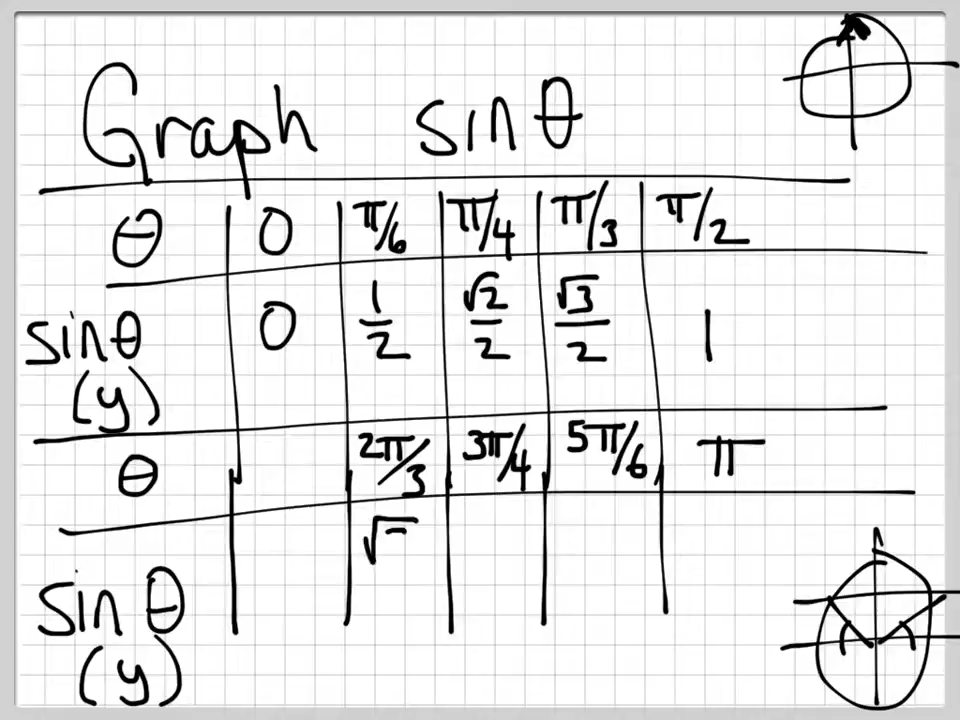 Graph sin θ
θ 0 π/6 π/4 π/3 π/2
sin θ 0 1/2 √2/2 √3/2 1
(y)
θ 2π/3 3π/4 5π/6 π
√
sin θ
(y)